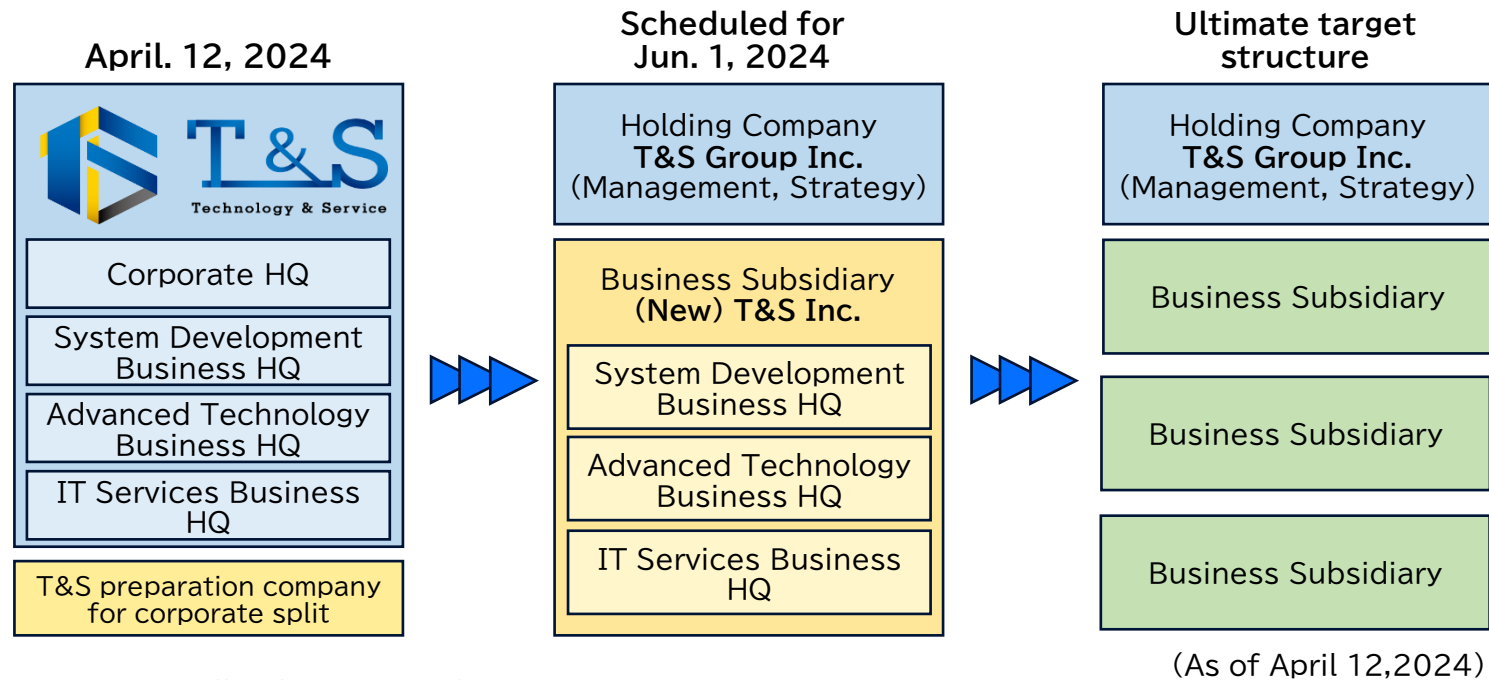 April. 12, 2024
T&S
Technology & Service
Corporate HQ
System Development
Business HQ
Advanced Technology
Business HQ
IT Services Business
HQ
T&S preparation company
for corporate split
Scheduled for
Jun. 1, 2024
Holding Company
T&S Group Inc.
(Management, Strategy)
Business Subsidiary
(New) T&S Inc.
System Development
Business HQ
Advanced Technology
Business HQ
IT Services Business
HQ
Ultimate target
structure
Holding Company
T&S Group Inc.
(Management, Strategy)
Business Subsidiary
Business Subsidiary
Business Subsidiary
(As of April 12,2024)